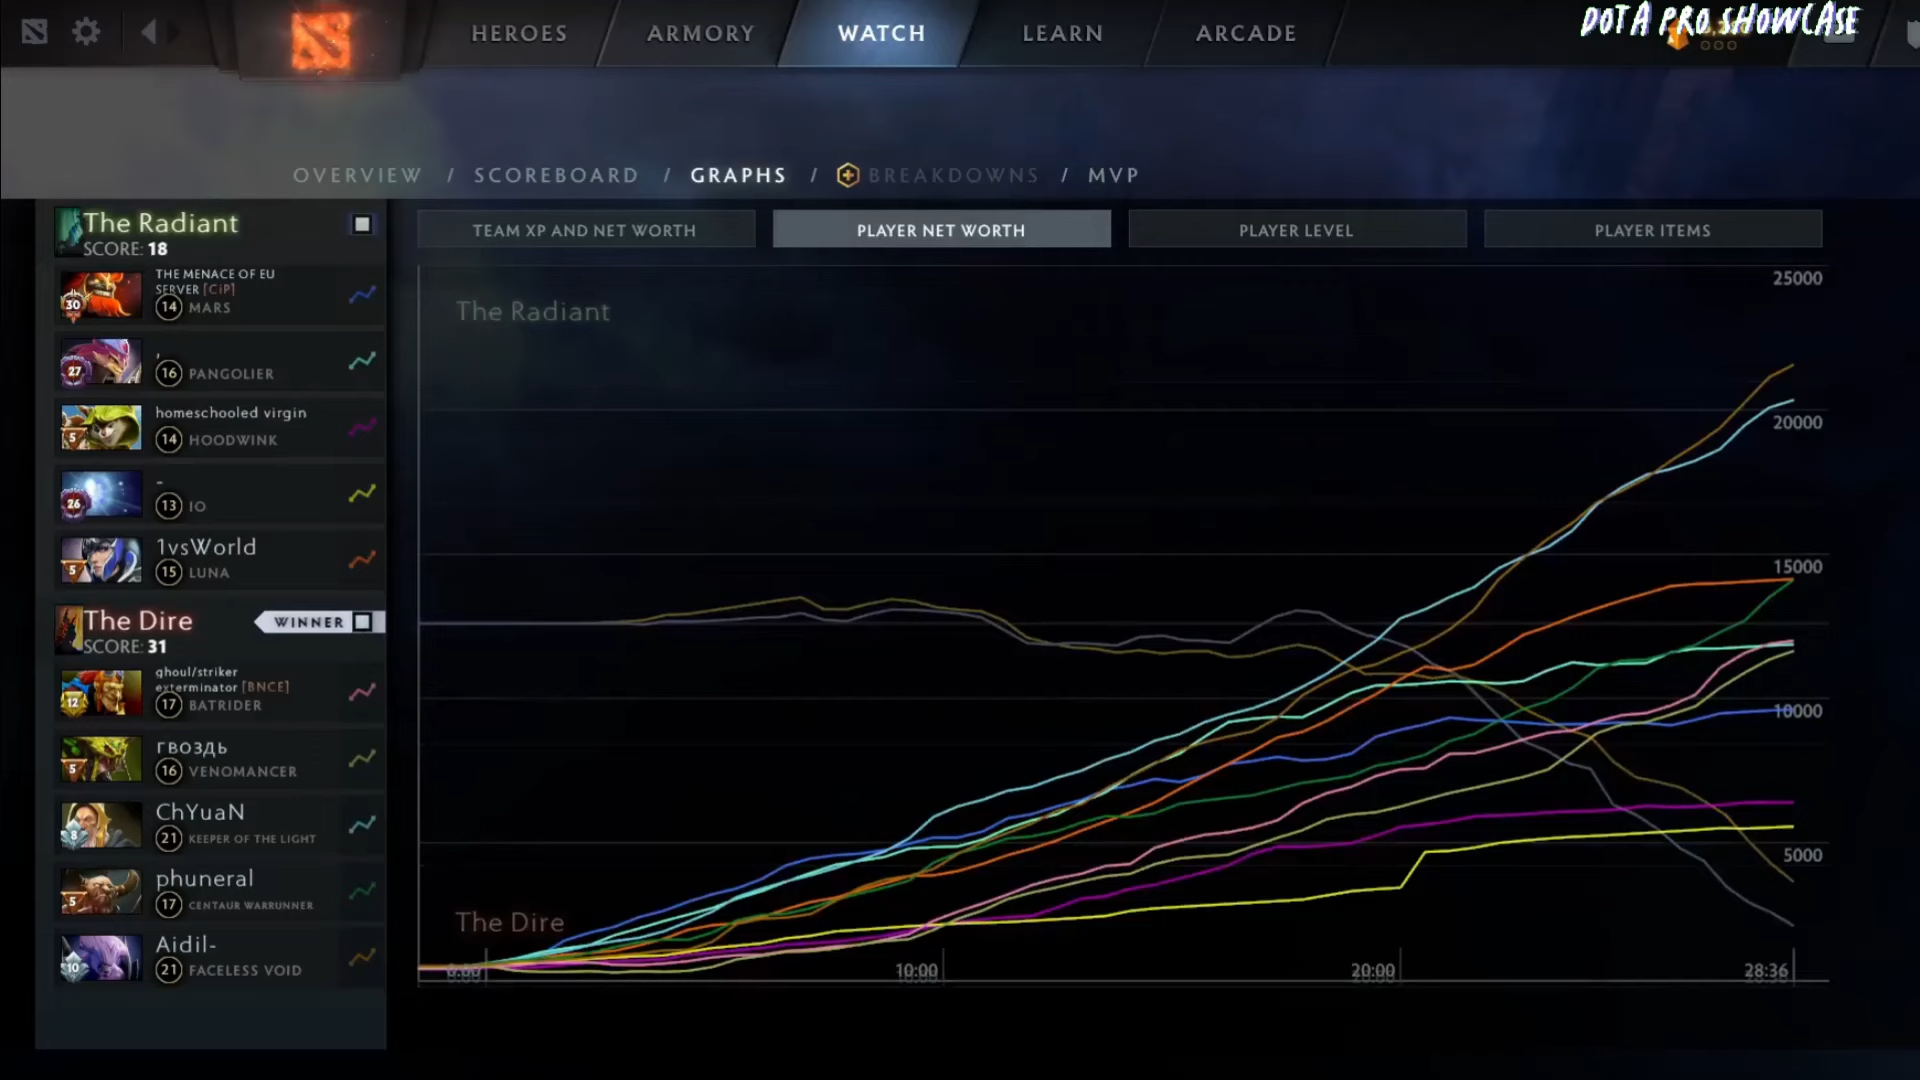 HEROES
ARMORY
WATCH
LEARN
ARCADE
DOTA PRO SHOWCASE
OVERVIEW / SCOREBOARD / GRAPHS / BREAKDOWNS / MVP
The Radiant
SCORE: 18
THE MENACE OF EU
SERVER [CiP]
30
14 MARS
,
27
16 PANGOLIER
homeschooled virgin
5
14 HOODWINK
-
26
13 IO
1vsWorld
5
15 LUNA
The Dire
WINNER
SCORE: 31
ghoul/striker
exterminator [BNCE]
12
17 BATRIDER
ГВОЗДЬ
5
16 VENOMANCER
ChYuaN
8
21 KEEPER OF THE LIGHT
phuneral
5
17 CENTAUR WARRUNNER
Aidil-
10
21 FACELESS VOID
TEAM XP AND NET WORTH
PLAYER NET WORTH
PLAYER LEVEL
PLAYER ITEMS
The Radiant
25000
20000
15000
10000
5000
The Dire
0:00
10:00
20:00
28:36